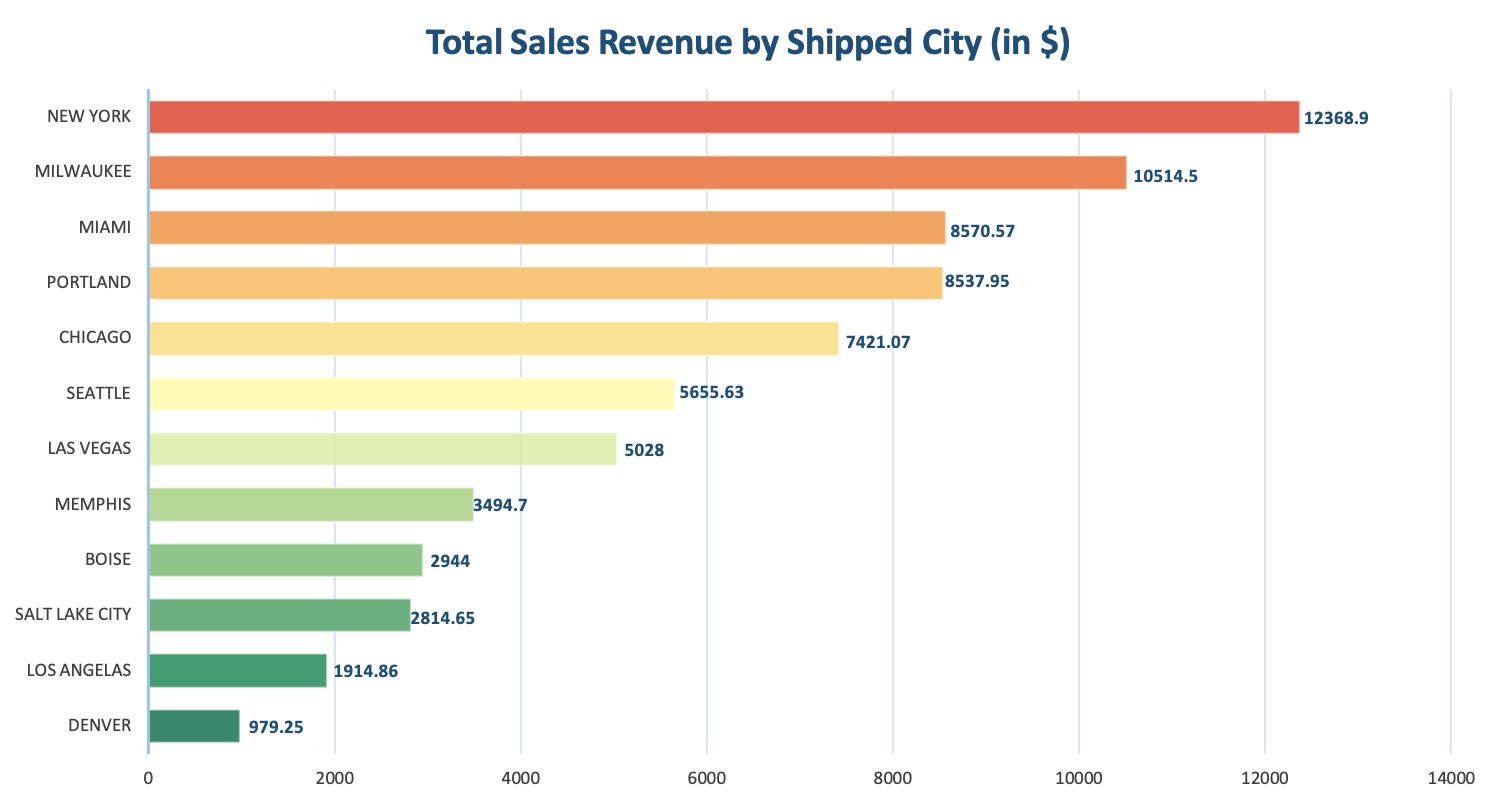 Total Sales Revenue by Shipped City (in $)
NEW YORK 12368.9
MILWAUKEE 10514.5
MIAMI 8570.57
PORTLAND 8537.95
CHICAGO 7421.07
SEATTLE 5655.63
LAS VEGAS 5028
MEMPHIS 3494.7
BOISE 2944
SALT LAKE CITY 2814.65
LOS ANGELAS 1914.86
DENVER 979.25
0 2000 4000 6000 8000 10000 12000 14000